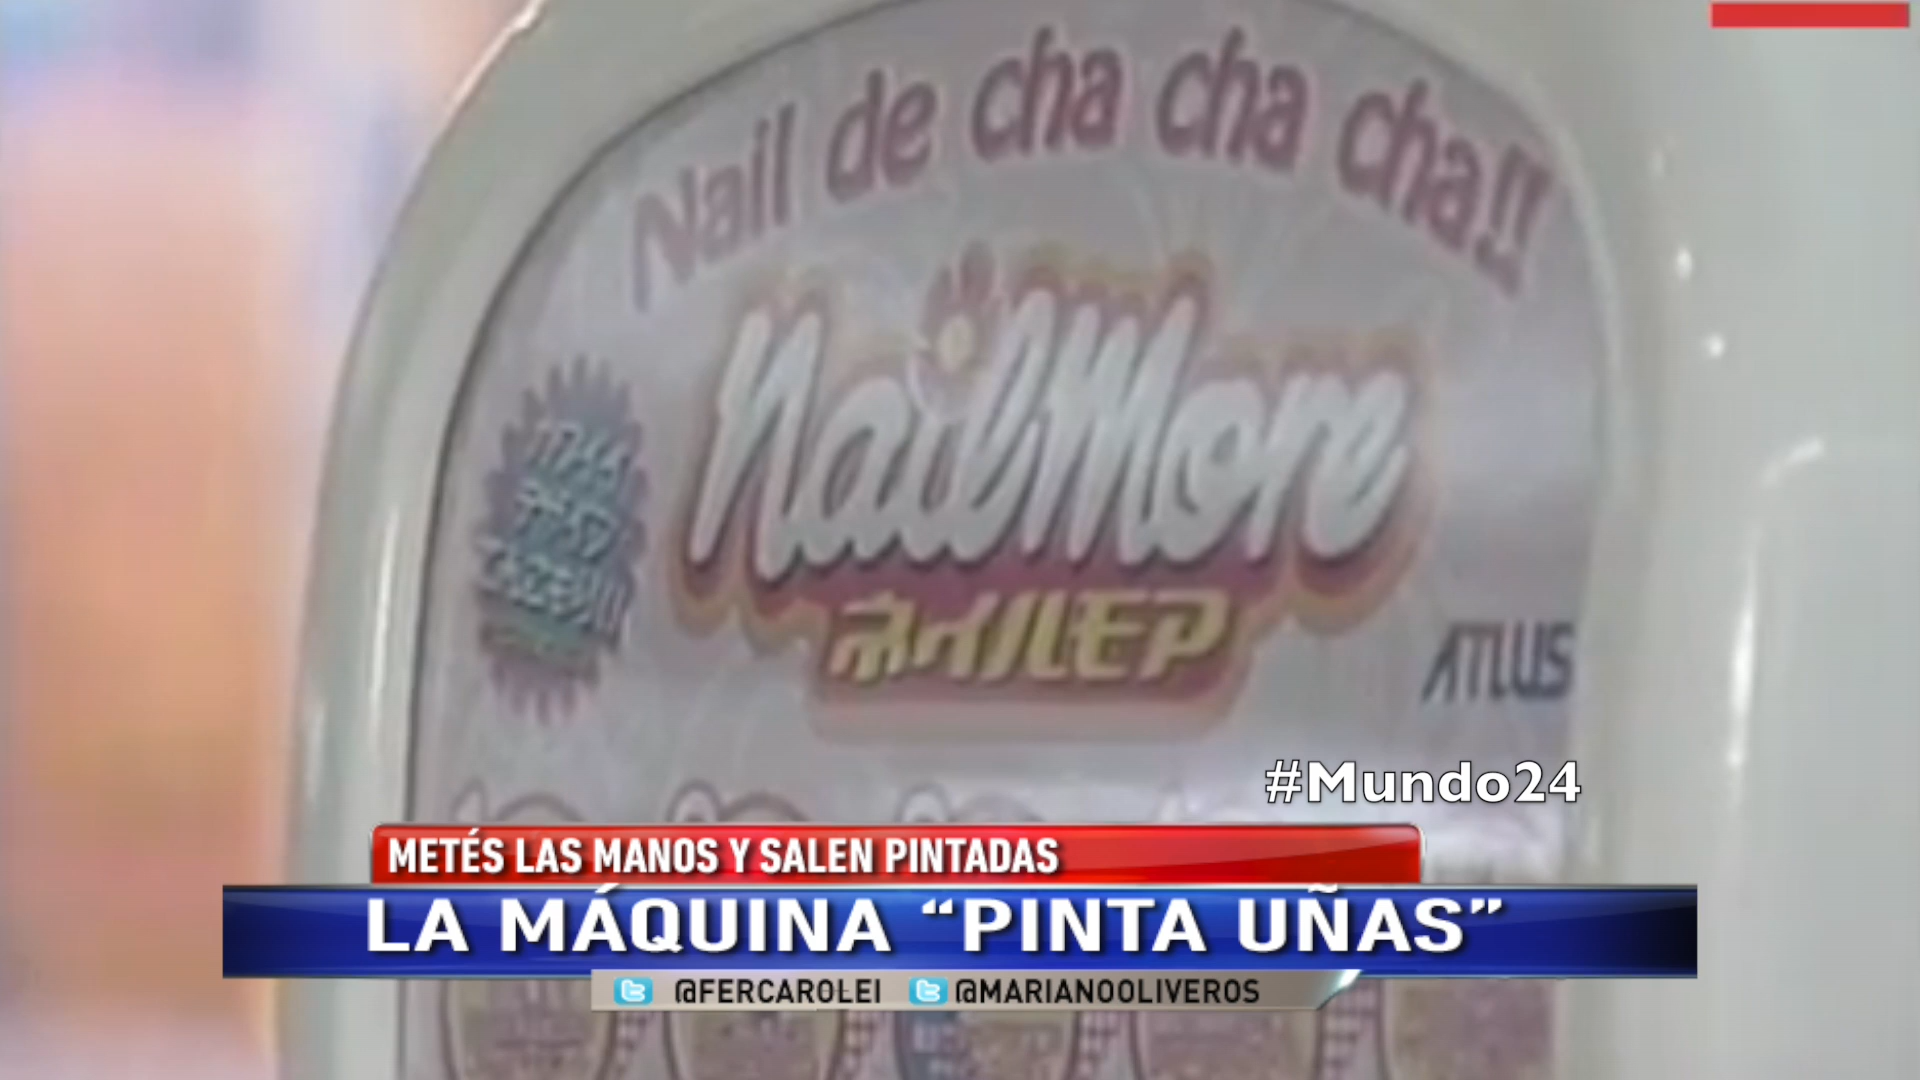 Nail de cha cha cha!!
NailMore
ネイルモア
ATLUS
#Mundo24
METÉS LAS MANOS Y SALEN PINTADAS
LA MÁQUINA “PINTA UÑAS”
@FERCAROLEI @MARIANOOLIVEROS